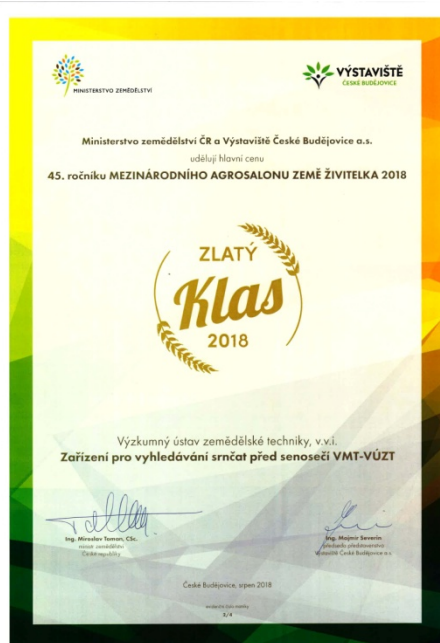 MINISTERSTVO ZEMĚDĚLSTVÍ
VÝSTAVIŠTĚ
ČESKÉ BUDĚJOVICE
Ministerstvo zemědělství ČR a Výstaviště České Budějovice a.s.
udělují hlavní cenu
45. ročníku MEZINÁRODNÍHO AGROSALONU ZEMĚ ŽIVITELKA 2018
ZLATÝ
Klas
2018
Výzkumný ústav zemědělské techniky, v.v.i.
Zařízení pro vyhledávání srnčat před senosečí VMT-VÚZT
Ing. Miroslav Toman, CSc.
ministr zemědělství
České republiky
Ing. Mojmír Severin
předseda představenstva
Výstaviště České Budějovice a.s.
České Budějovice, srpen 2018